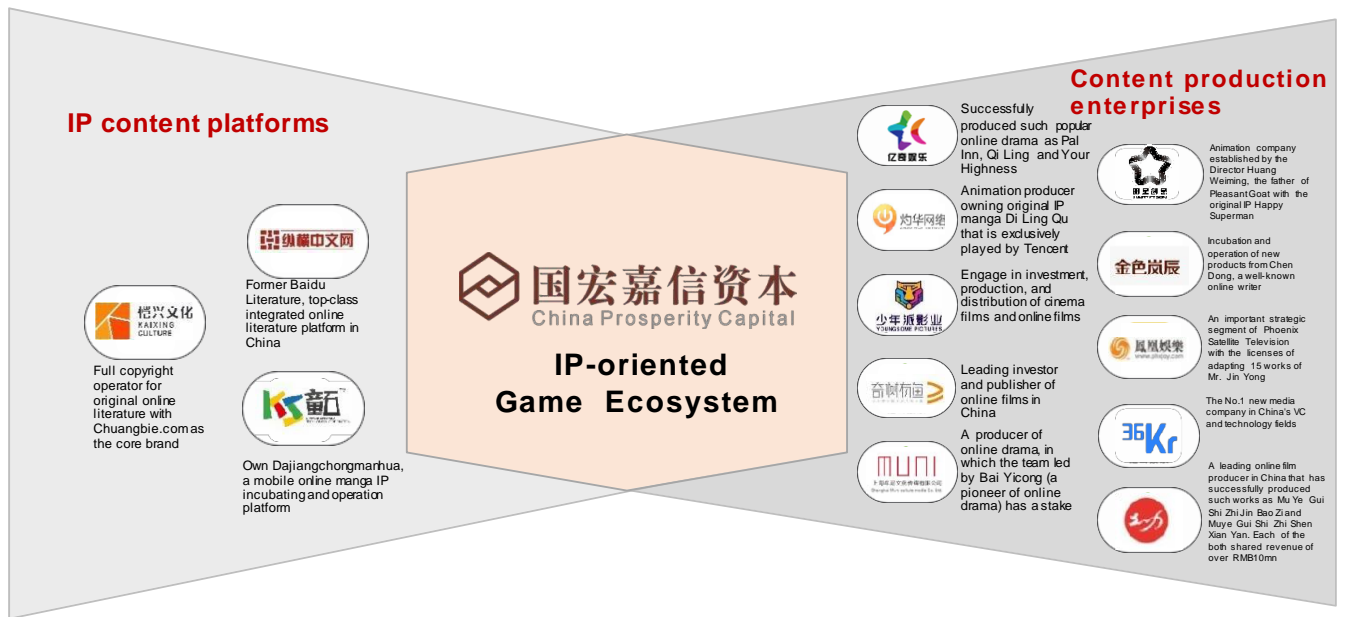 IP content platforms
纵横中文网
Former Baidu
Literature, top-class
integrated online
literature platform in
China
恺兴文化
KAIXING
CULTURE
Full copyright
operator for
original online
literature with
Chuangbie.com as
the core brand
童石
Own Dajiangchongmanhua,
a mobile online manga IP
incubating and operation
platform
国宏嘉信资本
China Prosperity Capital
IP-oriented
Game Ecosystem
Content production
enterprises
亿奇娱乐
Successfully
produced such popular
online drama as Pal
Inn, Qi Ling and Your
Highness
灼华网络
Animation producer
owning original IP
manga Di Ling Qu
that is exclusively
played by Tencent
少年派影业
YOUNGSOME PICTURES
Engage in investment,
production, and
distribution of cinema
films and online films
奇树有鱼
Leading investor
and publisher of
online films in
China
MUNI
A producer of
online drama, in
which the team led
by Bai Yicong (a
pioneer of online
drama) has a stake
Animation company
established by the
Director Huang
Weiming, the father of
Pleasant Goat with the
original IP Happy
Superman
金色岚辰
Incubation and
operation of new
products from Chen
Dong, a well-known
online writer
鳳凰娛樂
An important strategic
segment of Phoenix
Satellite Television
with the licenses of
adapting 15 works of
Mr. Jin Yong
36Kr
The No.1 new media
company in China's VC
and technology fields
A leading online film
producer in China that has
successfully produced
such works as Mu Ye Gui
Shi Zhi Jin Bao Zi and
Muye Gui Shi Zhi Shen
Xian Yan. Each of the
both shared revenue of
over RMB10mn